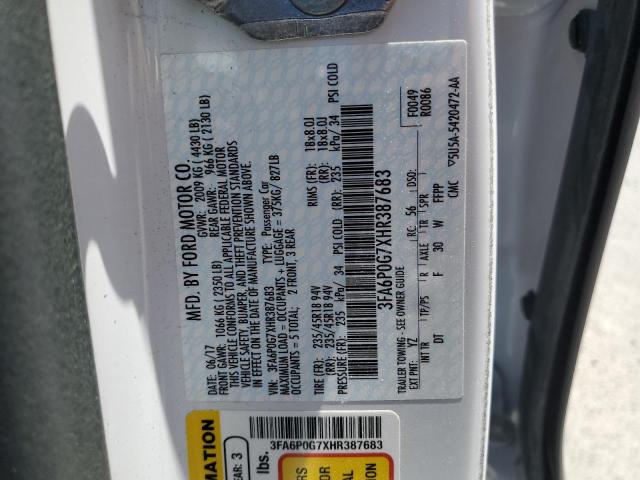 MFD. BY FORD MOTOR CO.
06/17 GVWR: 2009 KG ( 4430 LB)
FRONT GAWR: 1066 KG ( 2350 LB) REAR GAWR: 966 KG ( 2130 LB)
THIS VEHICLE CONFORMS TO ALL APPLICABLE FEDERAL MOTOR
VEHICLE SAFETY, BUMPER, AND THEFT PREVENTION STANDARDS
IN EFFECT ON THE DATE OF MANUFACTURE SHOWN ABOVE.
VIN: 3FA6P0G7XHR387683 TYPE: Passenger Car
MAXIMUM LOAD = OCCUPANTS + LUGGAGE = 375KG/ 827LB
OCCUPANTS = 5 TOTAL; 2 FRONT, 3 REAR
TIRE (FR): 235/45R18 94V RIMS (FR): 18x8.0J
(RR): 235/45R18 94V (RR): 18x8.0J
PRESSURE (FR): 235 kPa/ 34 PSI COLD (RR): 235 kPa/ 34 PSI COLD
3FA6P0G7XHR387683
TRAILER TOWING - SEE OWNER GUIDE
F0049
R0086
EXT PNT: YZ RC: 56 DSO:
INT TR TP/PS R AXLE TR SPR
DT F 30 W FFPP
CMC ▽5U5A-5420472-AA
3FA6P0G7XHR387683
MATION
EAR: 3
lbs.